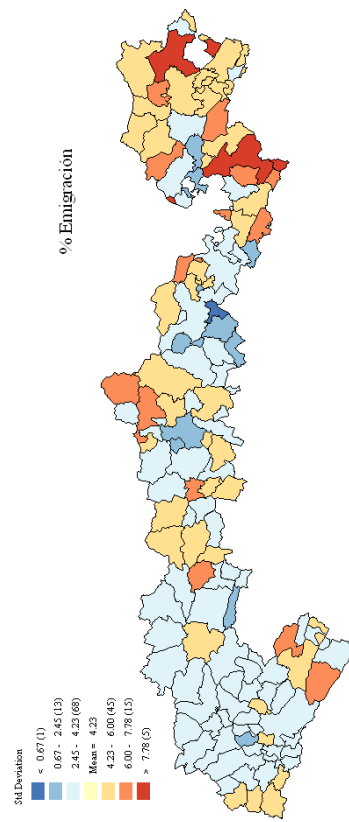 % Emigración
Std Deviation
< 0.67 (1)
0.67 - 2.45 (13)
2.45 - 4.23 (68)
Mean = 4.23
4.23 - 6.00 (45)
6.00 - 7.78 (15)
> 7.78 (5)